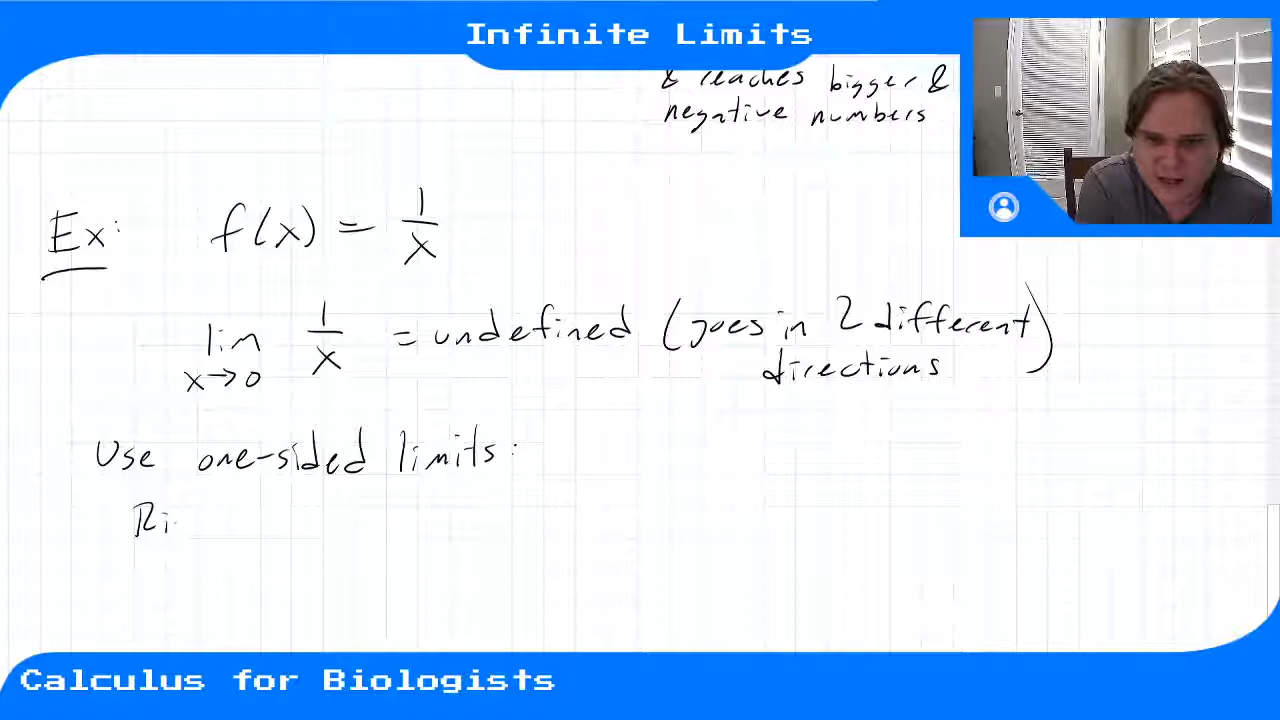 Infinite Limits
& reaches bigger &
negative numbers
Ex: f(x) = 1/x
lim x→0 1/x = undefined (goes in 2 different
directions)
Use one-sided limits:
Ri
Calculus for Biologists